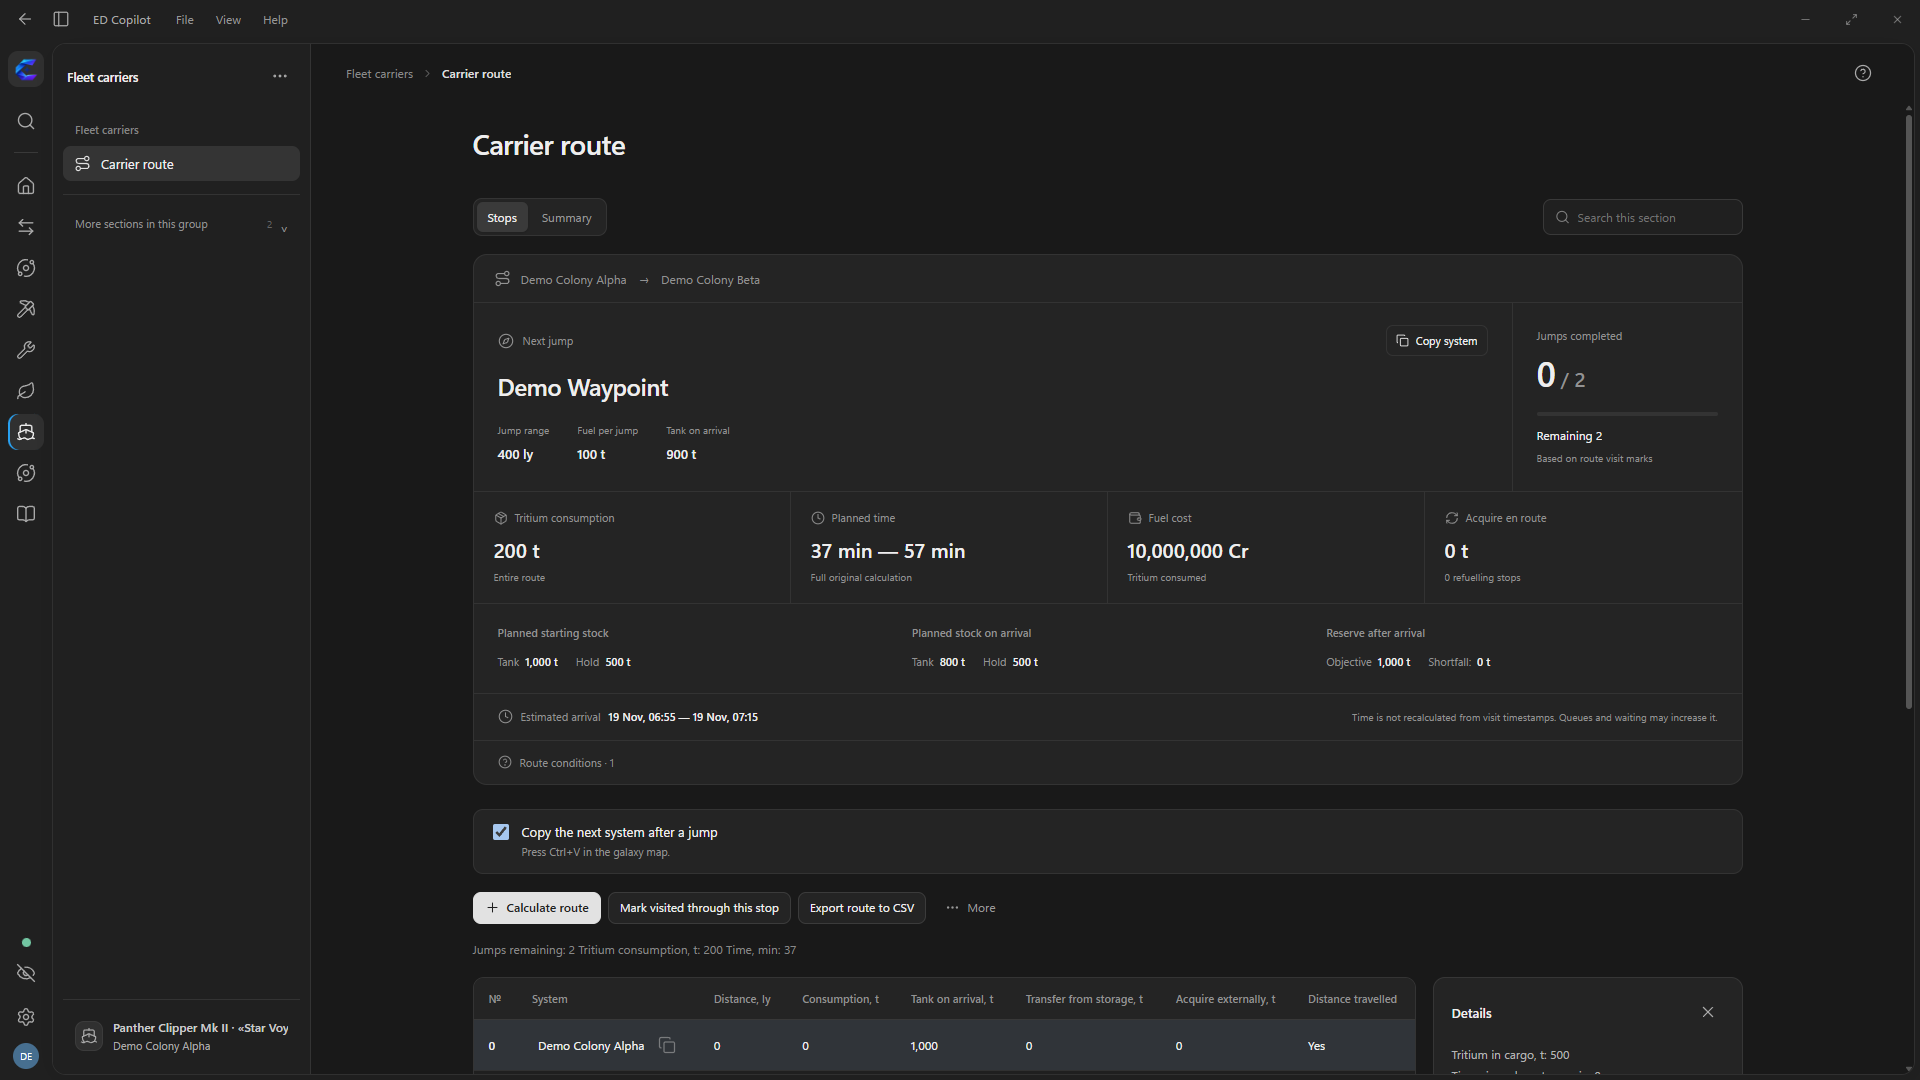 ED Copilot File View Help
Fleet carriers
Fleet carriers
Carrier route
More sections in this group 2
Panther Clipper Mk II · «Star Voy
Demo Colony Alpha
DE
Fleet carriers > Carrier route
Carrier route
Stops Summary
Search this section
Demo Colony Alpha → Demo Colony Beta
Next jump
Copy system
Demo Waypoint
Jump range Fuel per jump Tank on arrival
400 ly 100 t 900 t
Jumps completed
0 / 2
Remaining 2
Based on route visit marks
Tritium consumption
200 t
Entire route
Planned time
37 min — 57 min
Full original calculation
Fuel cost
10,000,000 Cr
Tritium consumed
Acquire en route
0 t
0 refuelling stops
Planned starting stock
Tank 1,000 t Hold 500 t
Planned stock on arrival
Tank 800 t Hold 500 t
Reserve after arrival
Objective 1,000 t Shortfall: 0 t
Estimated arrival 19 Nov, 06:55 — 19 Nov, 07:15
Time is not recalculated from visit timestamps. Queues and waiting may increase it.
Route conditions · 1
Copy the next system after a jump
Press Ctrl+V in the galaxy map.
Calculate route Mark visited through this stop Export route to CSV ··· More
Jumps remaining: 2 Tritium consumption, t: 200 Time, min: 37
№ System Distance, ly Consumption, t Tank on arrival, t Transfer from storage, t Acquire externally, t Distance travelled
0 Demo Colony Alpha 0 0 1,000 0 0 Yes
Details
Tritium in cargo, t: 500